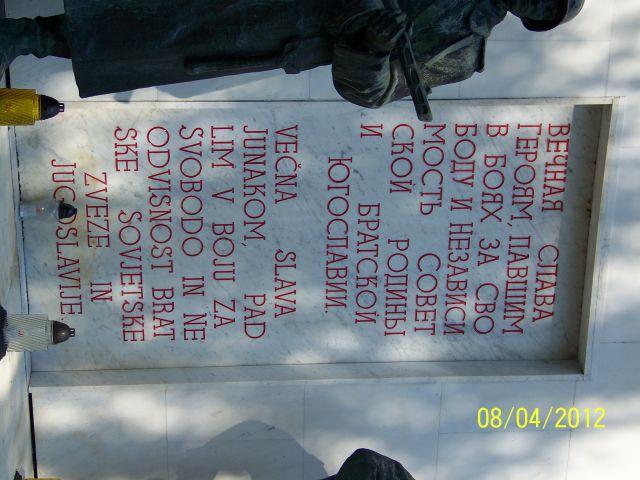 ВЕЧНАЯ СЛАВА
ГЕРОЯМ, ПАВШИМ
В БОЯХ ЗА СВО
БОДУ И НЕЗАВИСИ
МОСТЬ СОВЕТ
СКОЙ РОДИНЫ
И БРАТСКОЙ
ЮГОСЛАВИИ.
VEČNA SLAVA
JUNAKOM, PAD
LIM V BOJU ZA
SVOBODO IN NE
ODVISNOST BRAT
SKE SOVJETSKE
ZVEZE IN
JUGOSLAVIJE
08/04/2012